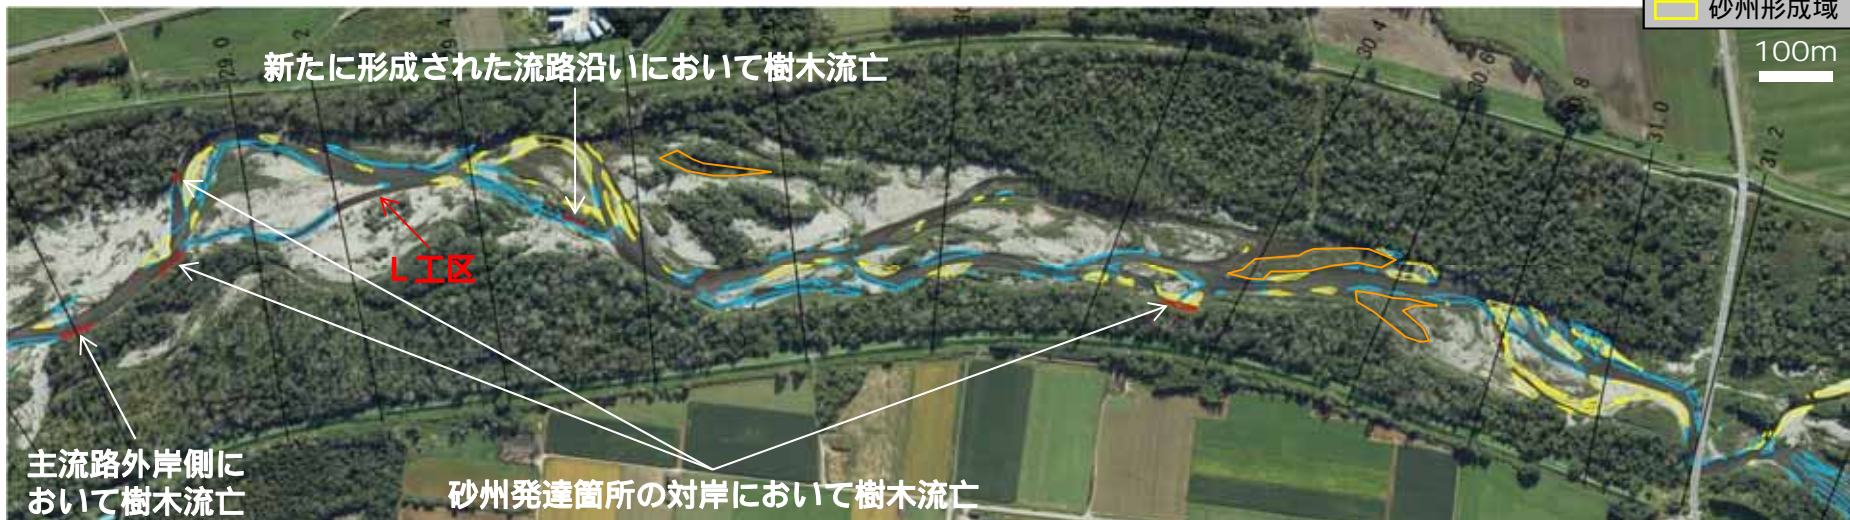 砂州形成域
100m
新たに形成された流路沿いにおいて樹木流亡
29.0
30.4
30.6
31.0
31.2
L工区
主流路外岸側に
おいて樹木流亡
砂州発達箇所の対岸において樹木流亡